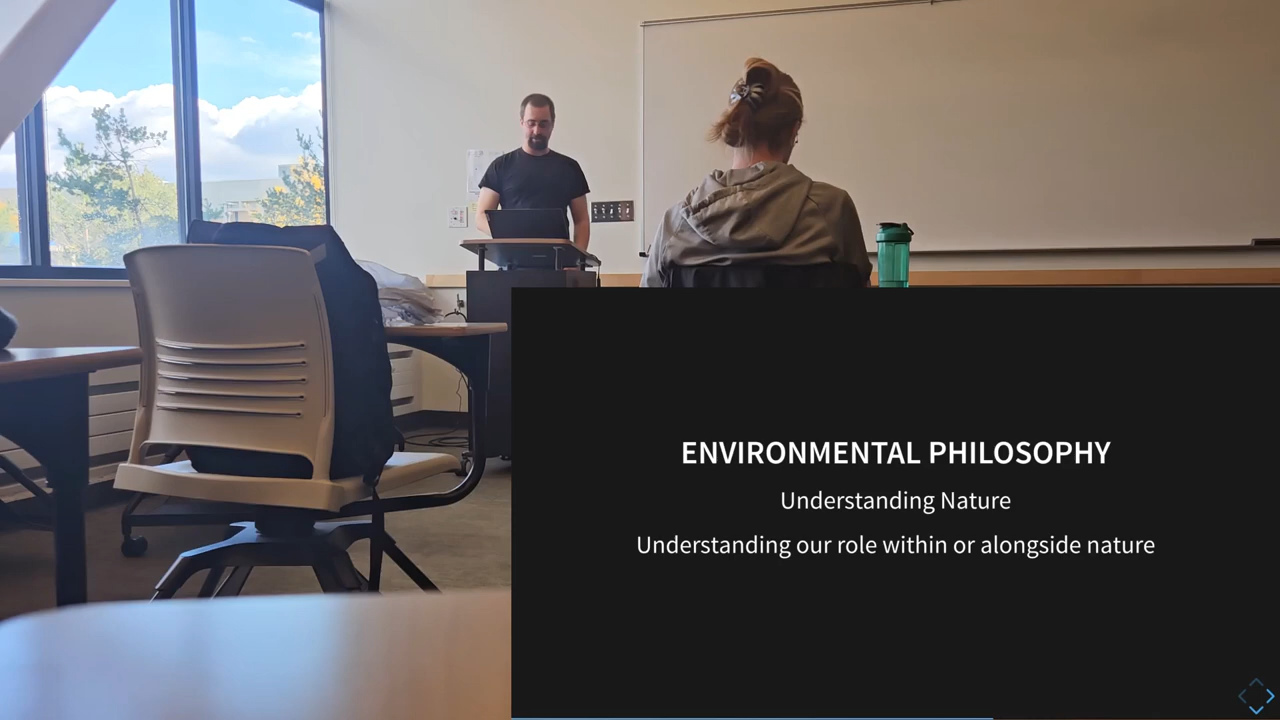 ENVIRONMENTAL PHILOSOPHY
Understanding Nature
Understanding our role within or alongside nature